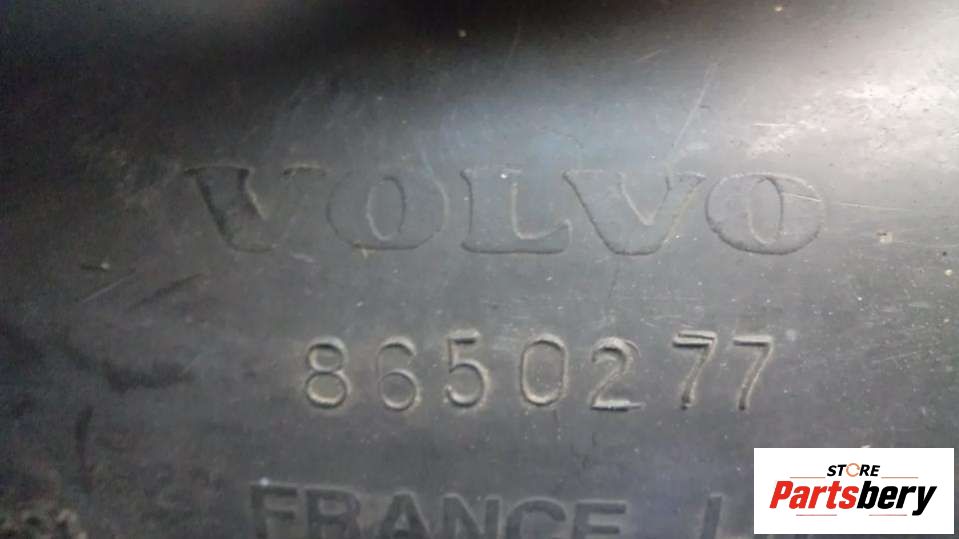 VOLVO
8650277
FRANCE
STORE
Partsbery